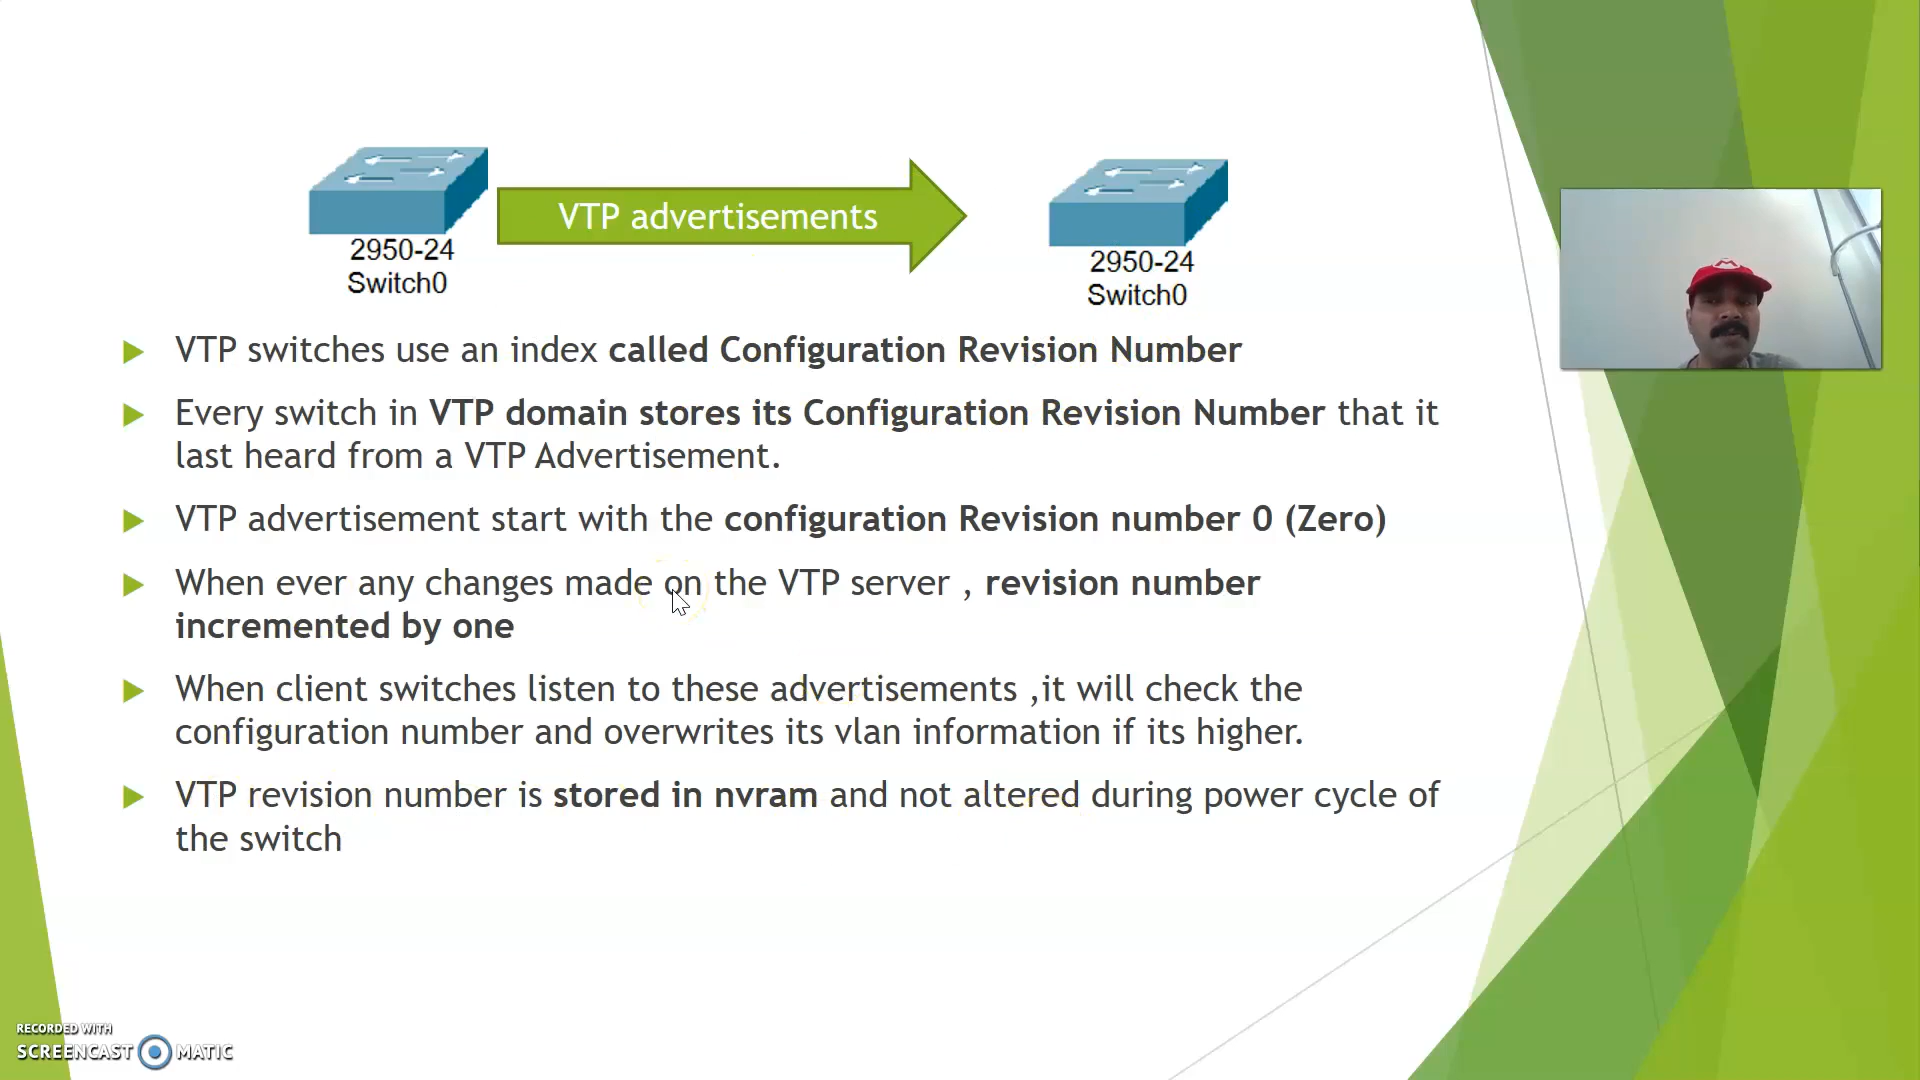 VTP advertisements
2950-24
Switch0
2950-24
Switch0
VTP switches use an index called Configuration Revision Number
Every switch in VTP domain stores its Configuration Revision Number that it
last heard from a VTP Advertisement.
VTP advertisement start with the configuration Revision number 0 (Zero)
When ever any changes made on the VTP server , revision number
incremented by one
When client switches listen to these advertisements ,it will check the
configuration number and overwrites its vlan information if its higher.
VTP revision number is stored in nvram and not altered during power cycle of
the switch
RECORDED WITH
SCREENCAST MATIC
M